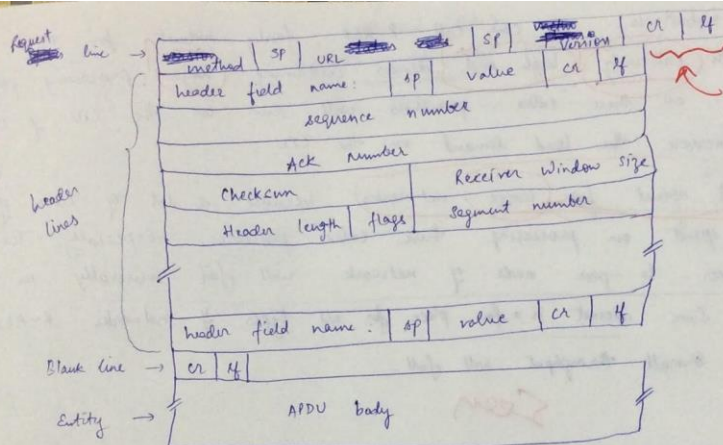 Request line → method | sp | URL | sp | Version | cr | lf
header field name: | sp | value | cr | lf
sequence number
Ack number
Checksum | Receiver Window size
Header length | flags | Segment number
header lines
header field name: | sp | value | cr | lf
Blank line → cr | lf
Entity → APDU body